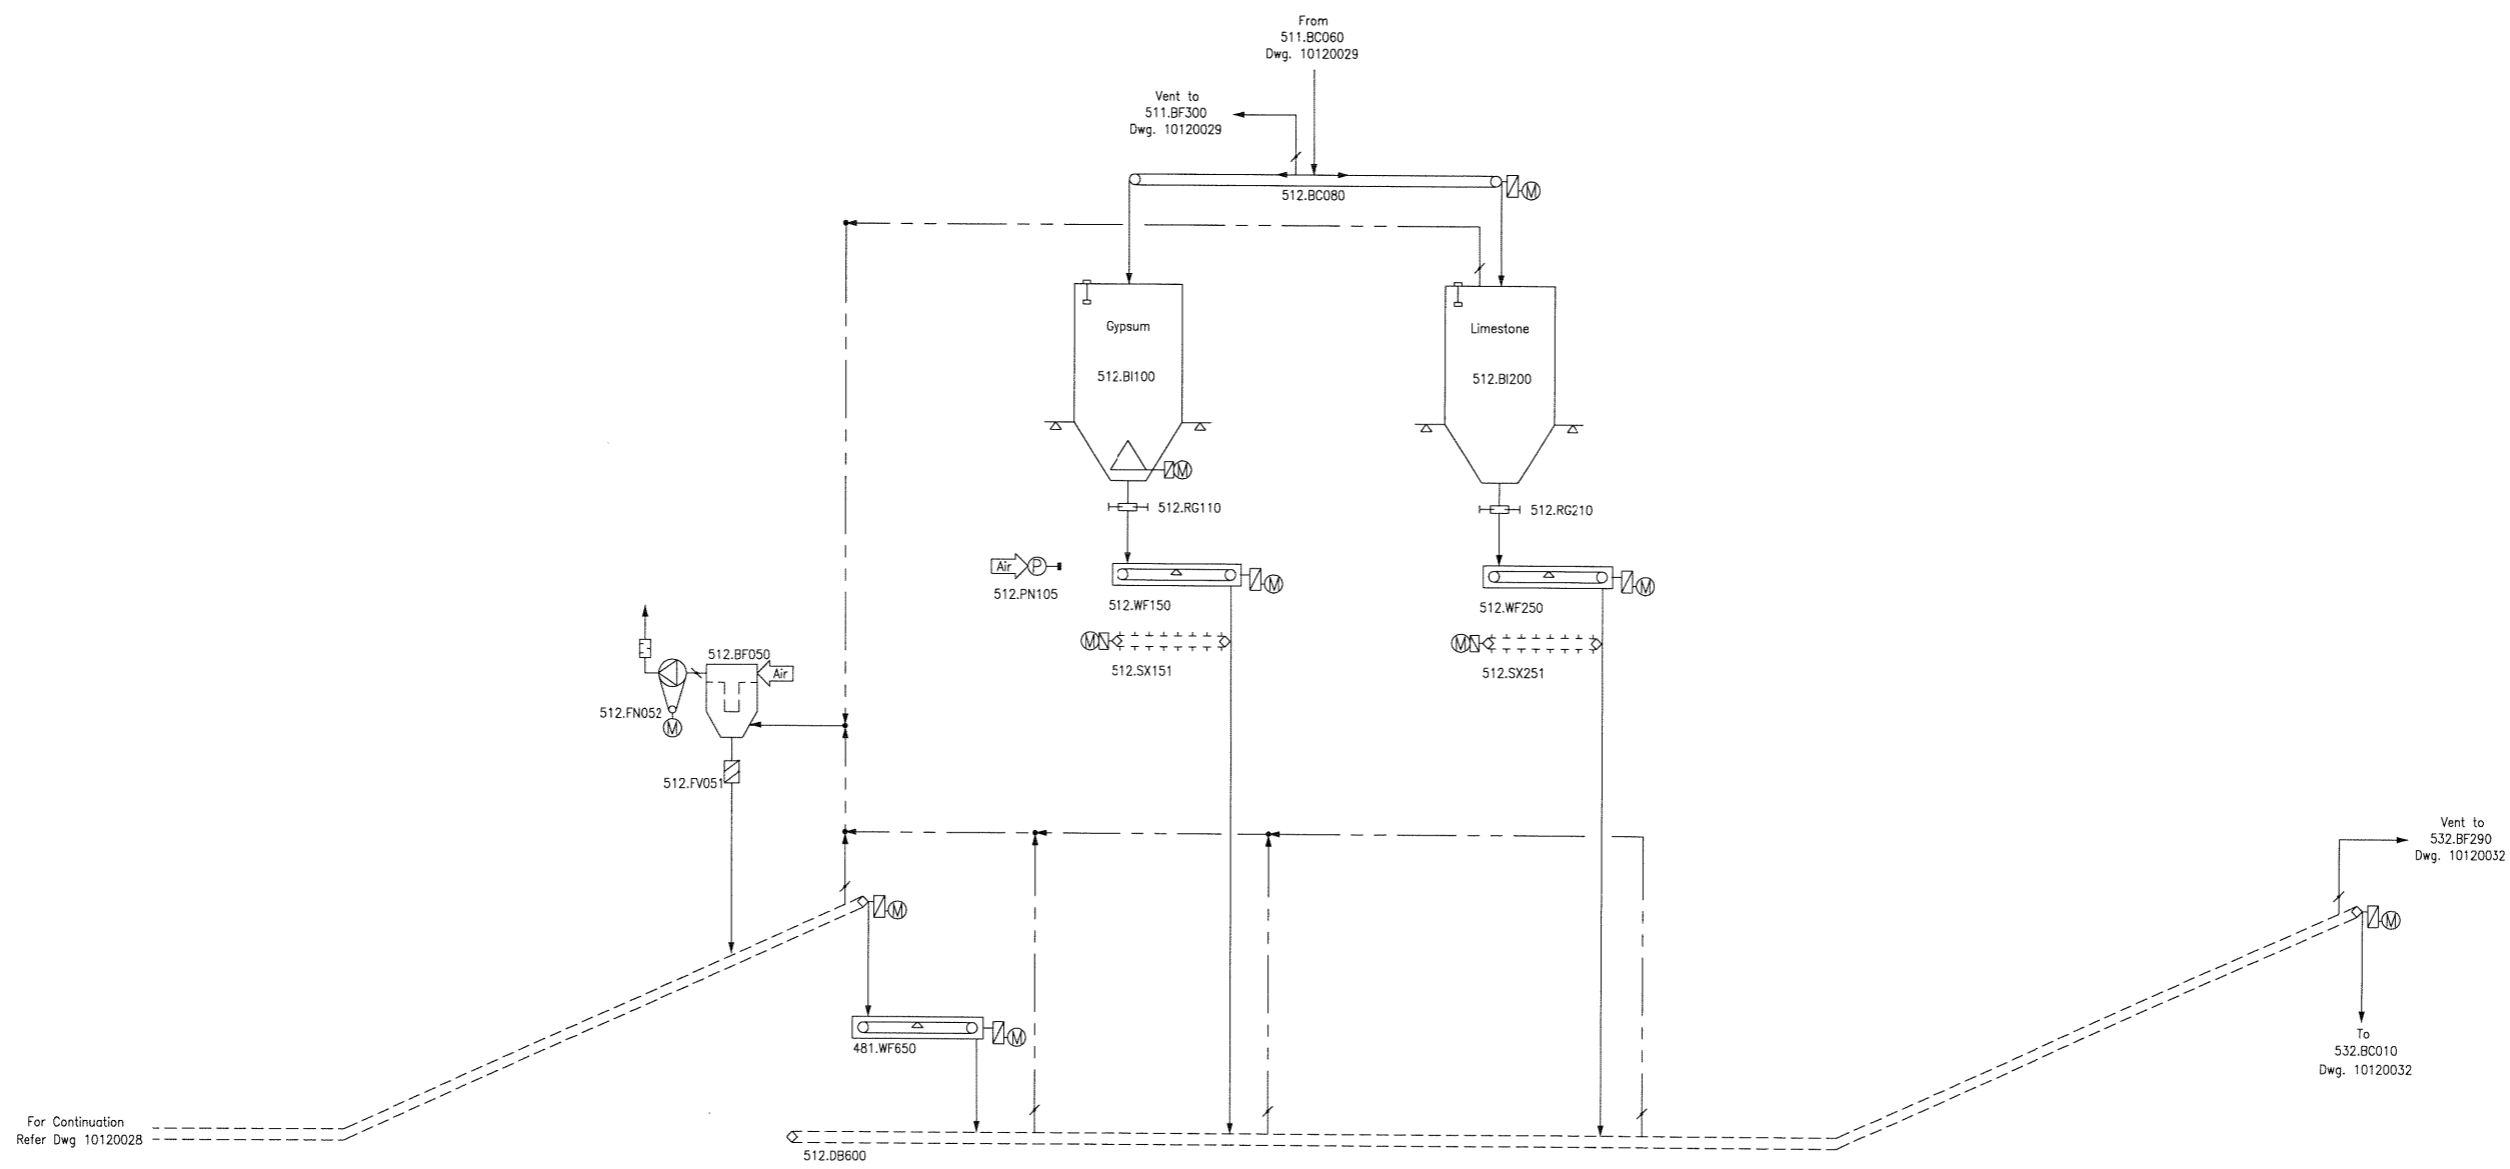 From
511.BC060
Dwg. 10120029
Vent to
511.BF300
Dwg. 10120029
512.BC080
M
Gypsum
Limestone
512.BI100
512.BI200
M
512.RG110
512.RG210
Air
P
512.PN105
M
M
512.WF150
512.WF250
M
M
512.SX151
512.SX251
512.BF050
Air
512.FN052
M
512.FV051
Vent to
532.BF290
Dwg. 10120032
M
M
481.WF650
M
To
532.BC010
Dwg. 10120032
For Continuation
Refer Dwg 10120028
512.DB600